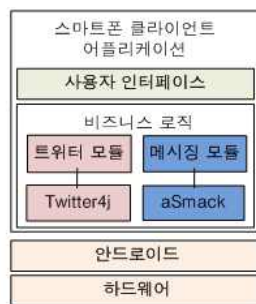 스마트폰 클라이언트
어플리케이션
사용자 인터페이스
비즈니스 로직
트위터 모듈
메시징 모듈
Twitter4j
aSmack
안드로이드
하드웨어